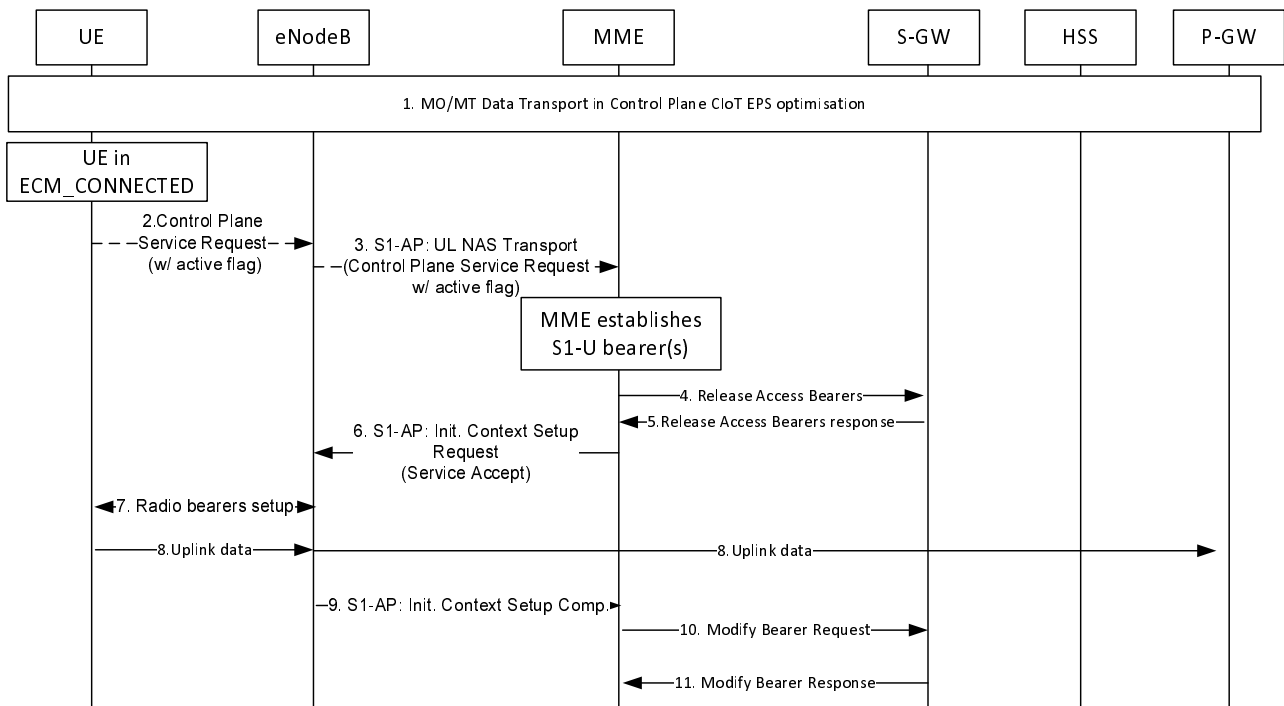 UE
eNodeB
MME
S-GW
HSS
P-GW
1. MO/MT Data Transport in Control Plane CIoT EPS optimisation
UE in
ECM_CONNECTED
2.Control Plane
Service Request
(w/ active flag)
3. S1-AP: UL NAS Transport
(Control Plane Service Request
w/ active flag)
MME establishes
S1-U bearer(s)
4. Release Access Bearers
5.Release Access Bearers response
6. S1-AP: Init. Context Setup
Request
(Service Accept)
7. Radio bearers setup
8.Uplink data
8.Uplink data
9. S1-AP: Init. Context Setup Comp.
10. Modify Bearer Request
11. Modify Bearer Response